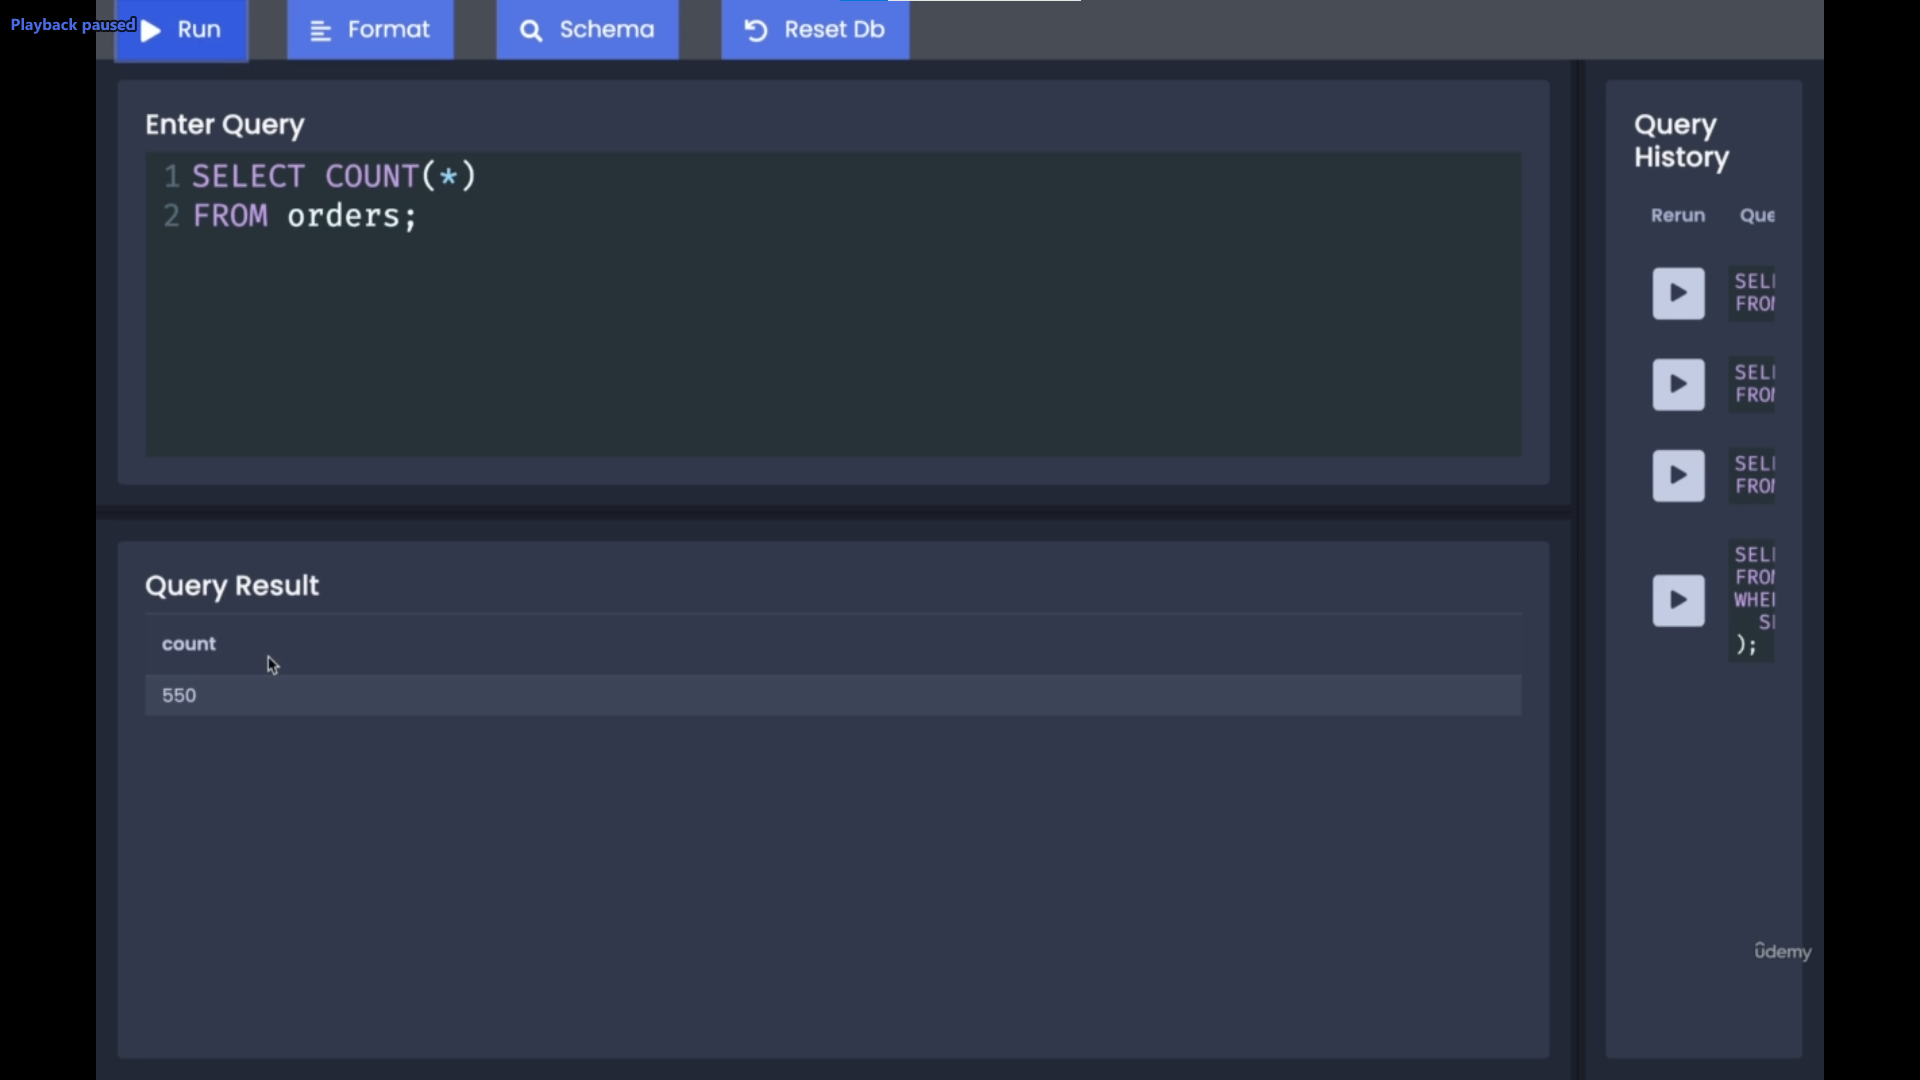 Playback paused
Run
Format
Schema
Reset Db
Enter Query
1 SELECT COUNT(*)
2 FROM orders;
Query Result
count
550
Query
History
Rerun
Que
SEL
FRO
SEL
FRO
SEL
FRO
SEL
FRO
WHE
S
);
ûdemy